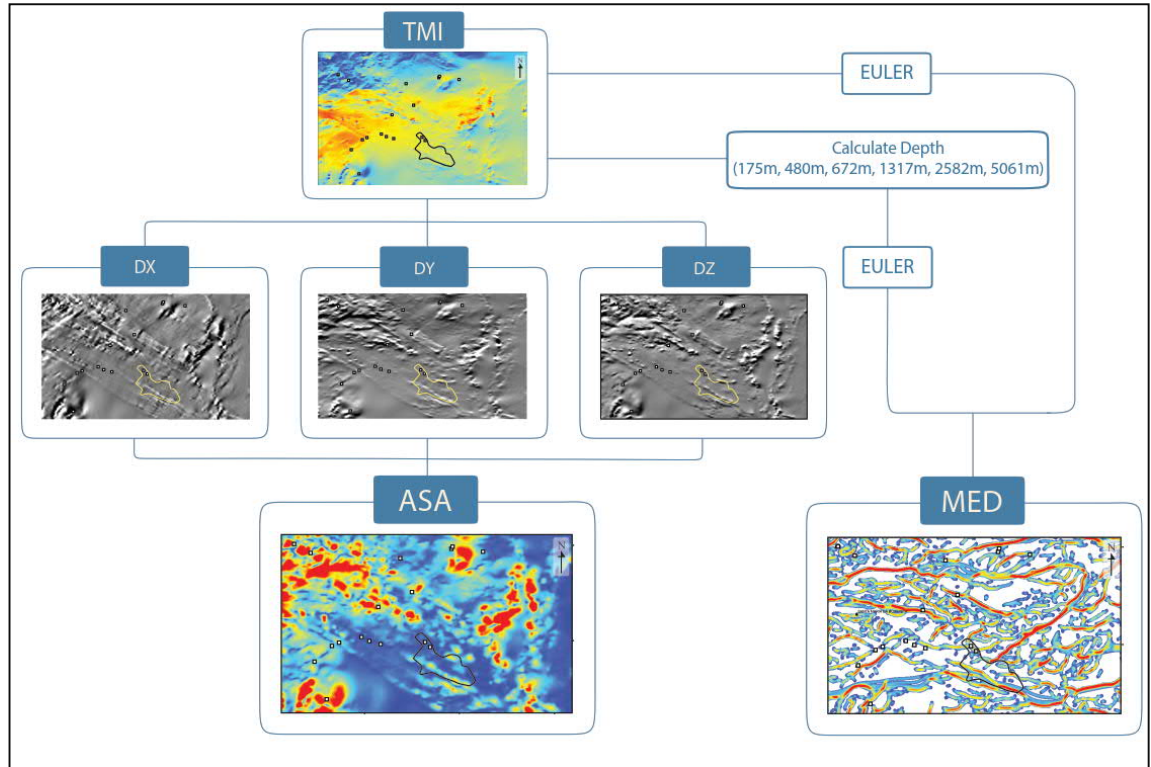 TMI
N
EULER
Calculate Depth
(175m, 480m, 672m, 1317m, 2582m, 5061m)
EULER
DX
DY
DZ
ASA
N
MED
N